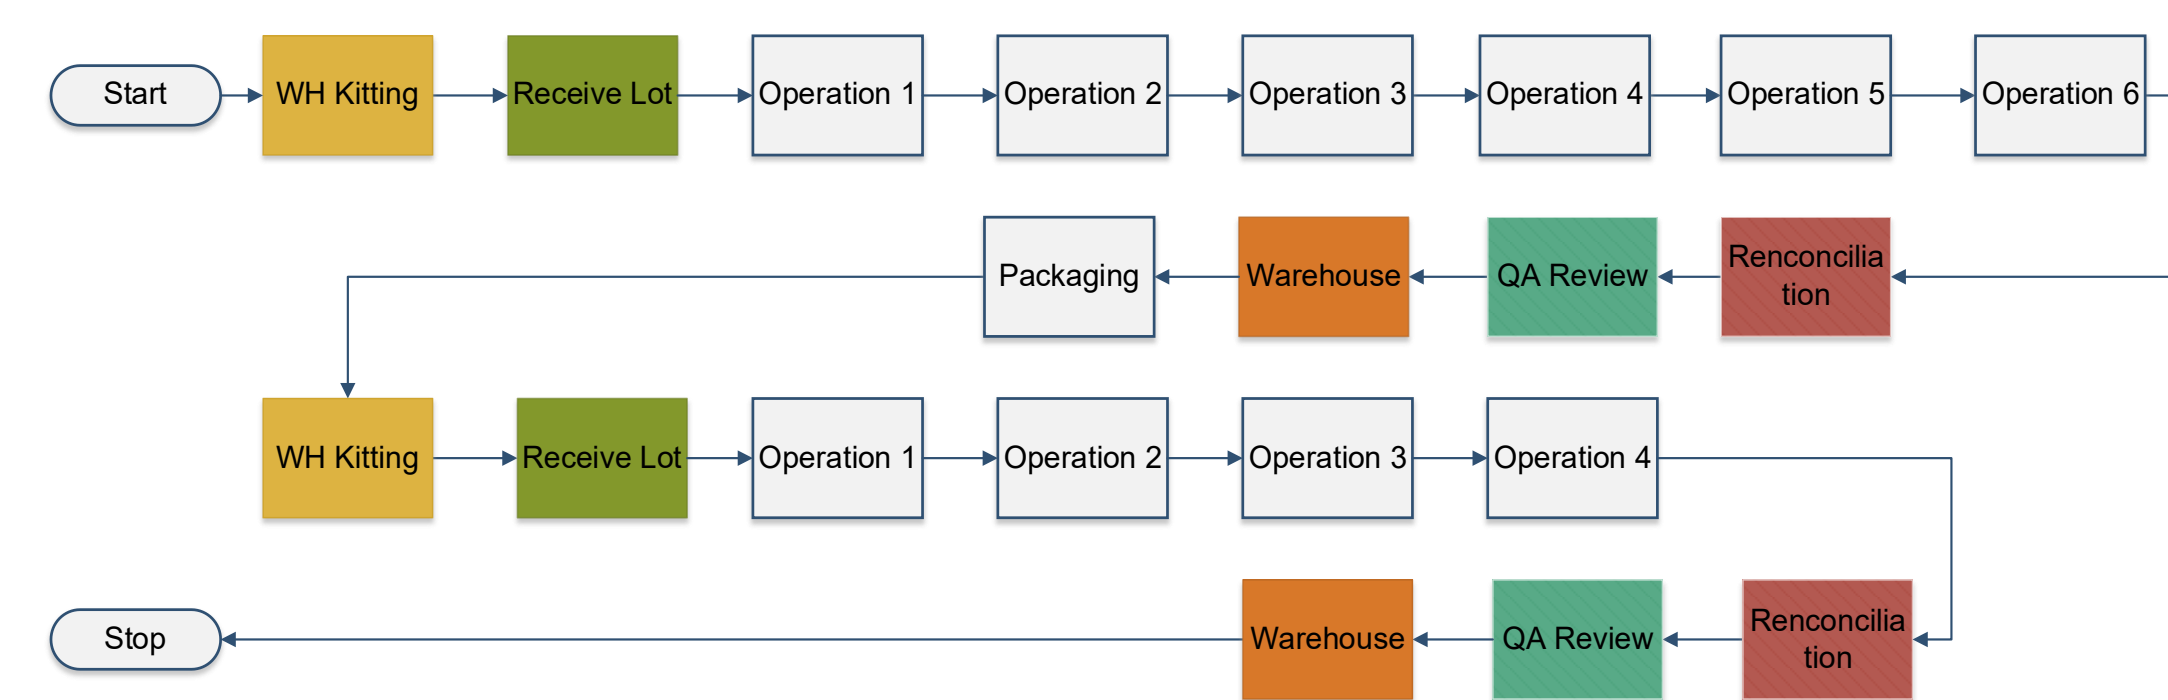 Start
WH Kitting
Receive Lot
Operation 1
Operation 2
Operation 3
Operation 4
Operation 5
Operation 6
Renconcilia
tion
QA Review
Warehouse
Packaging
WH Kitting
Receive Lot
Operation 1
Operation 2
Operation 3
Operation 4
Renconcilia
tion
QA Review
Warehouse
Stop